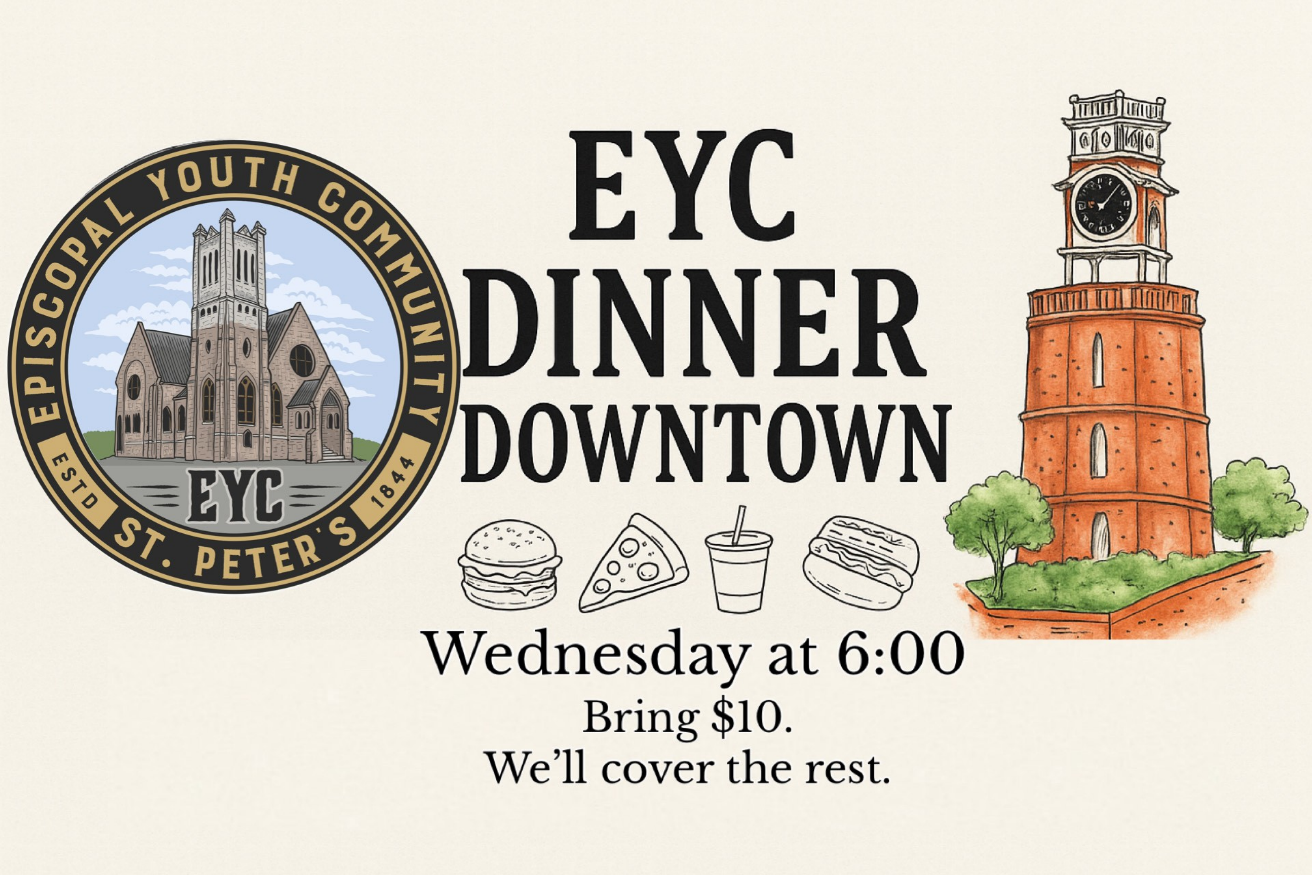 EPISCOPAL YOUTH COMMUNITY
ESTD 1844
ST. PETER'S
EYC
EYC
DINNER
DOWNTOWN
Wednesday at 6:00
Bring $10.
We’ll cover the rest.